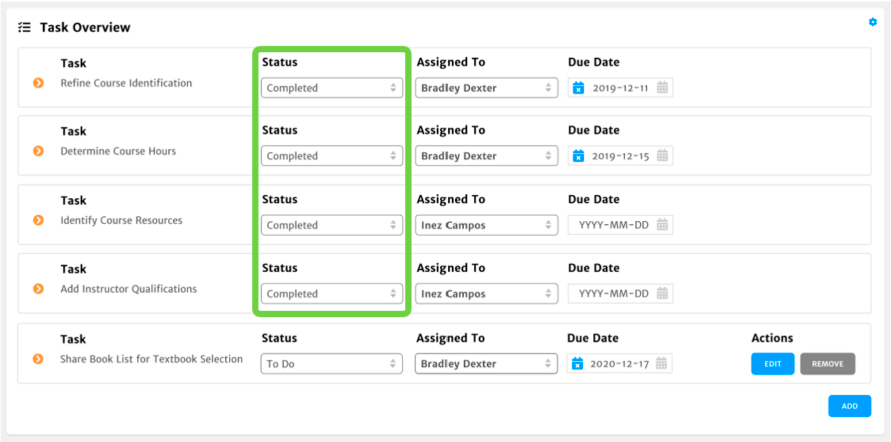 Task Overview
Task Status Assigned To Due Date
Refine Course Identification Completed Bradley Dexter 2019-12-11
Task Status Assigned To Due Date
Determine Course Hours Completed Bradley Dexter 2019-12-15
Task Status Assigned To Due Date
Identify Course Resources Completed Inez Campos YYYY-MM-DD
Task Status Assigned To Due Date
Add Instructor Qualifications Completed Inez Campos YYYY-MM-DD
Task Status Assigned To Due Date Actions
Share Book List for Textbook Selection To Do Bradley Dexter 2020-12-17 EDIT REMOVE
ADD